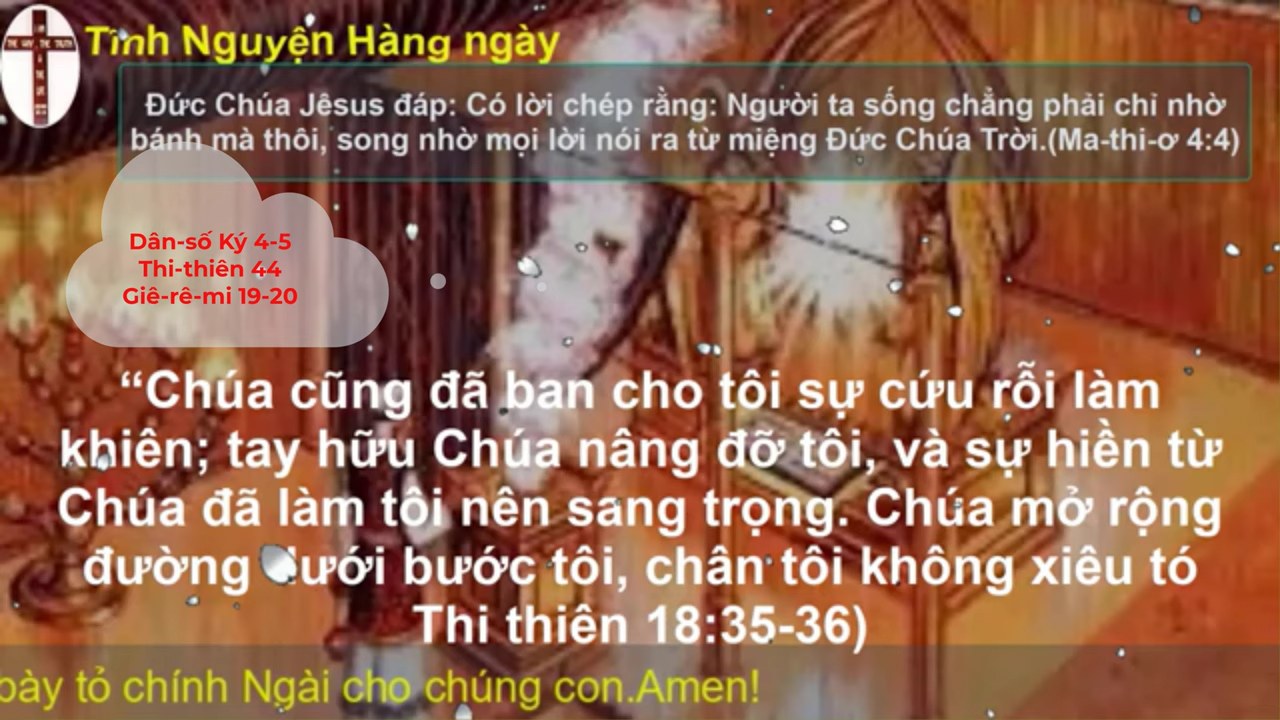 THE WAY THE TRUTH
Tĩnh Nguyện Hàng ngày
Đức Chúa Jêsus đáp: Có lời chép rằng: Người ta sống chẳng phải chỉ nhờ
bánh mà thôi, song nhờ mọi lời nói ra từ miệng Đức Chúa Trời.(Ma-thi-ơ 4:4)
Dân-số Ký 4-5
Thi-thiên 44
Giê-rê-mi 19-20
“Chúa cũng đã ban cho tôi sự cứu rỗi làm
khiên; tay hữu Chúa nâng đỡ tôi, và sự hiền từ
Chúa đã làm tôi nên sang trọng. Chúa mở rộng
đường dưới bước tôi, chân tôi không xiêu tó
Thi thiên 18:35-36)
bày tỏ chính Ngài cho chúng con.Amen!